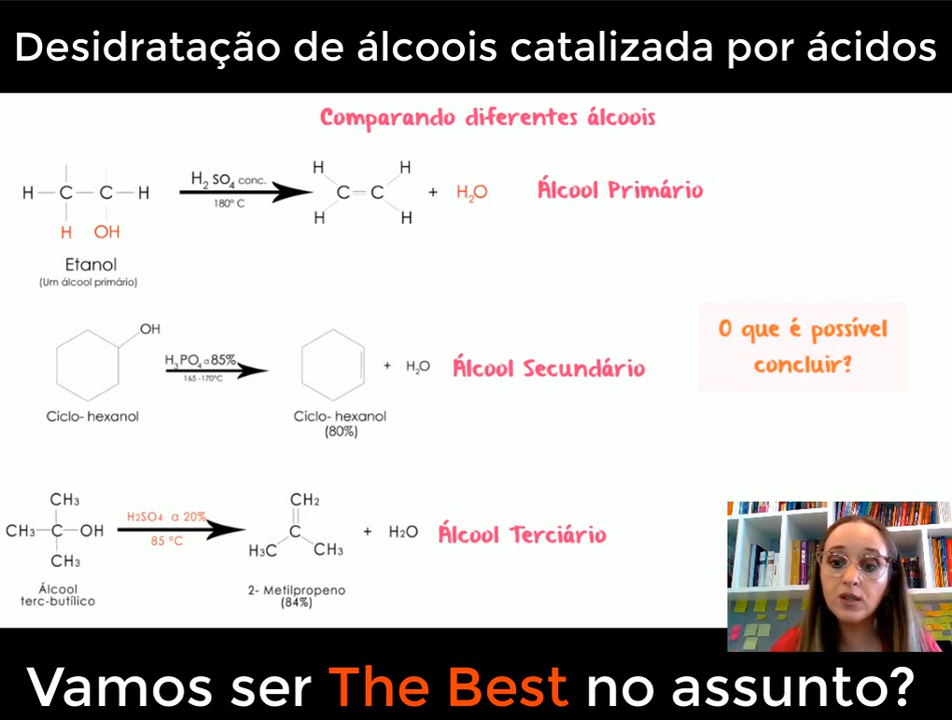 Desidratação de álcoois catalizada por ácidos
Comparando diferentes álcoois
H H
H—C—C—H
H OH
H₂SO₄ conc.
180º C
H H
C=C
H H
+ H₂O
Álcool Primário
Etanol
(Um álcool primário)
OH
H₃PO₄ a 85%
165 -170°C
+ H₂O
Álcool Secundário
Ciclo- hexanol
Ciclo- hexanol
(80%)
O que é possível
concluir?
CH₃
CH₃—C—OH
CH₃
H2SO4 a 20%
85 °C
CH₂
C
H₃C CH₃
+ H₂O
Álcool Terciário
Álcool
terc-butílico
2- Metilpropeno
(84%)
Vamos ser The Best no assunto?